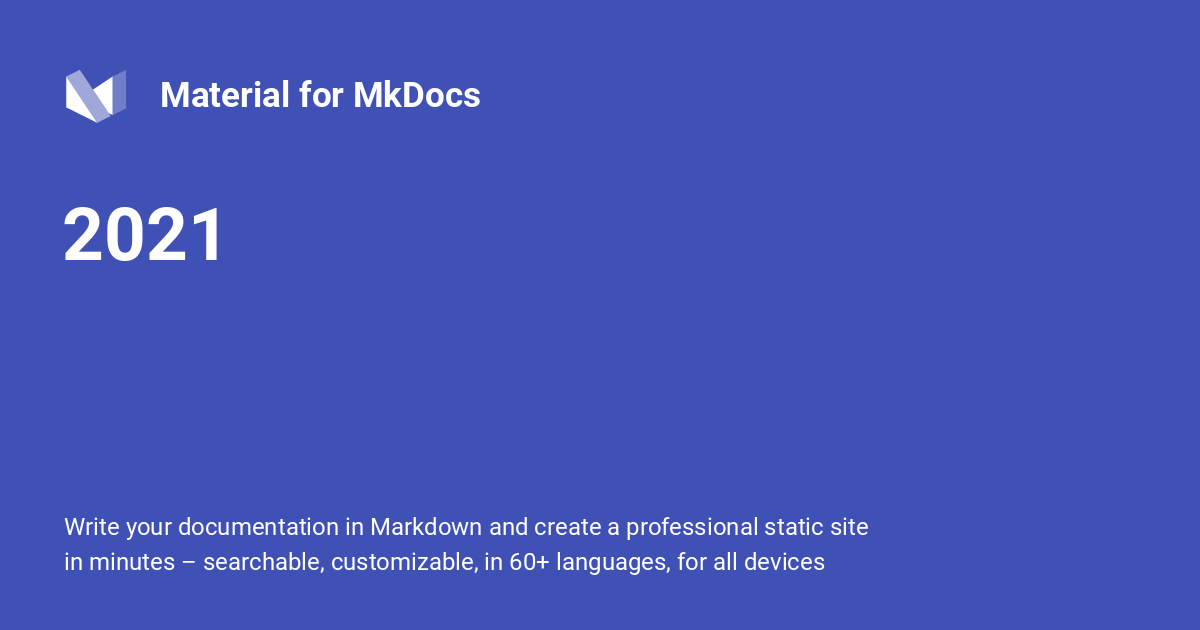 Material for MkDocs
2021
Write your documentation in Markdown and create a professional static site
in minutes – searchable, customizable, in 60+ languages, for all devices